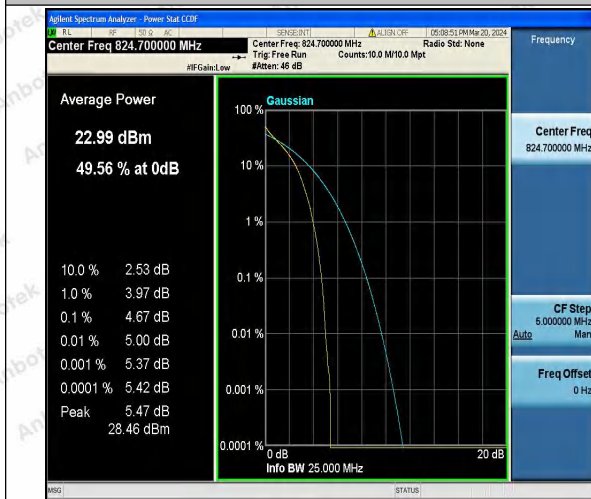 Agilent Spectrum Analyzer - Power Stat CCDF
RL RF 50 Ω AC SENSE:INT ALIGN OFF 05:08:51 PM Mar 20, 2024
Center Freq 824.700000 MHz
Center Freq: 824.700000 MHz Radio Std: None
Trig: Free Run Counts:10.0 M/10.0 Mpt
#IFGain:Low #Atten: 46 dB
Frequency
Average Power
22.99 dBm
49.56 % at 0dB
10.0 % 2.53 dB
1.0 % 3.97 dB
0.1 % 4.67 dB
0.01 % 5.00 dB
0.001 % 5.37 dB
0.0001 % 5.42 dB
Peak 5.47 dB
28.46 dBm
Gaussian
100 %
10 %
1 %
0.1 %
0.01 %
0.001 %
0.0001 %
0 dB 20 dB
Info BW 25.000 MHz
Center Freq
824.700000 MHz
CF Step
5.000000 MHz
Auto Man
Freq Offset
0 Hz
MSG STATUS